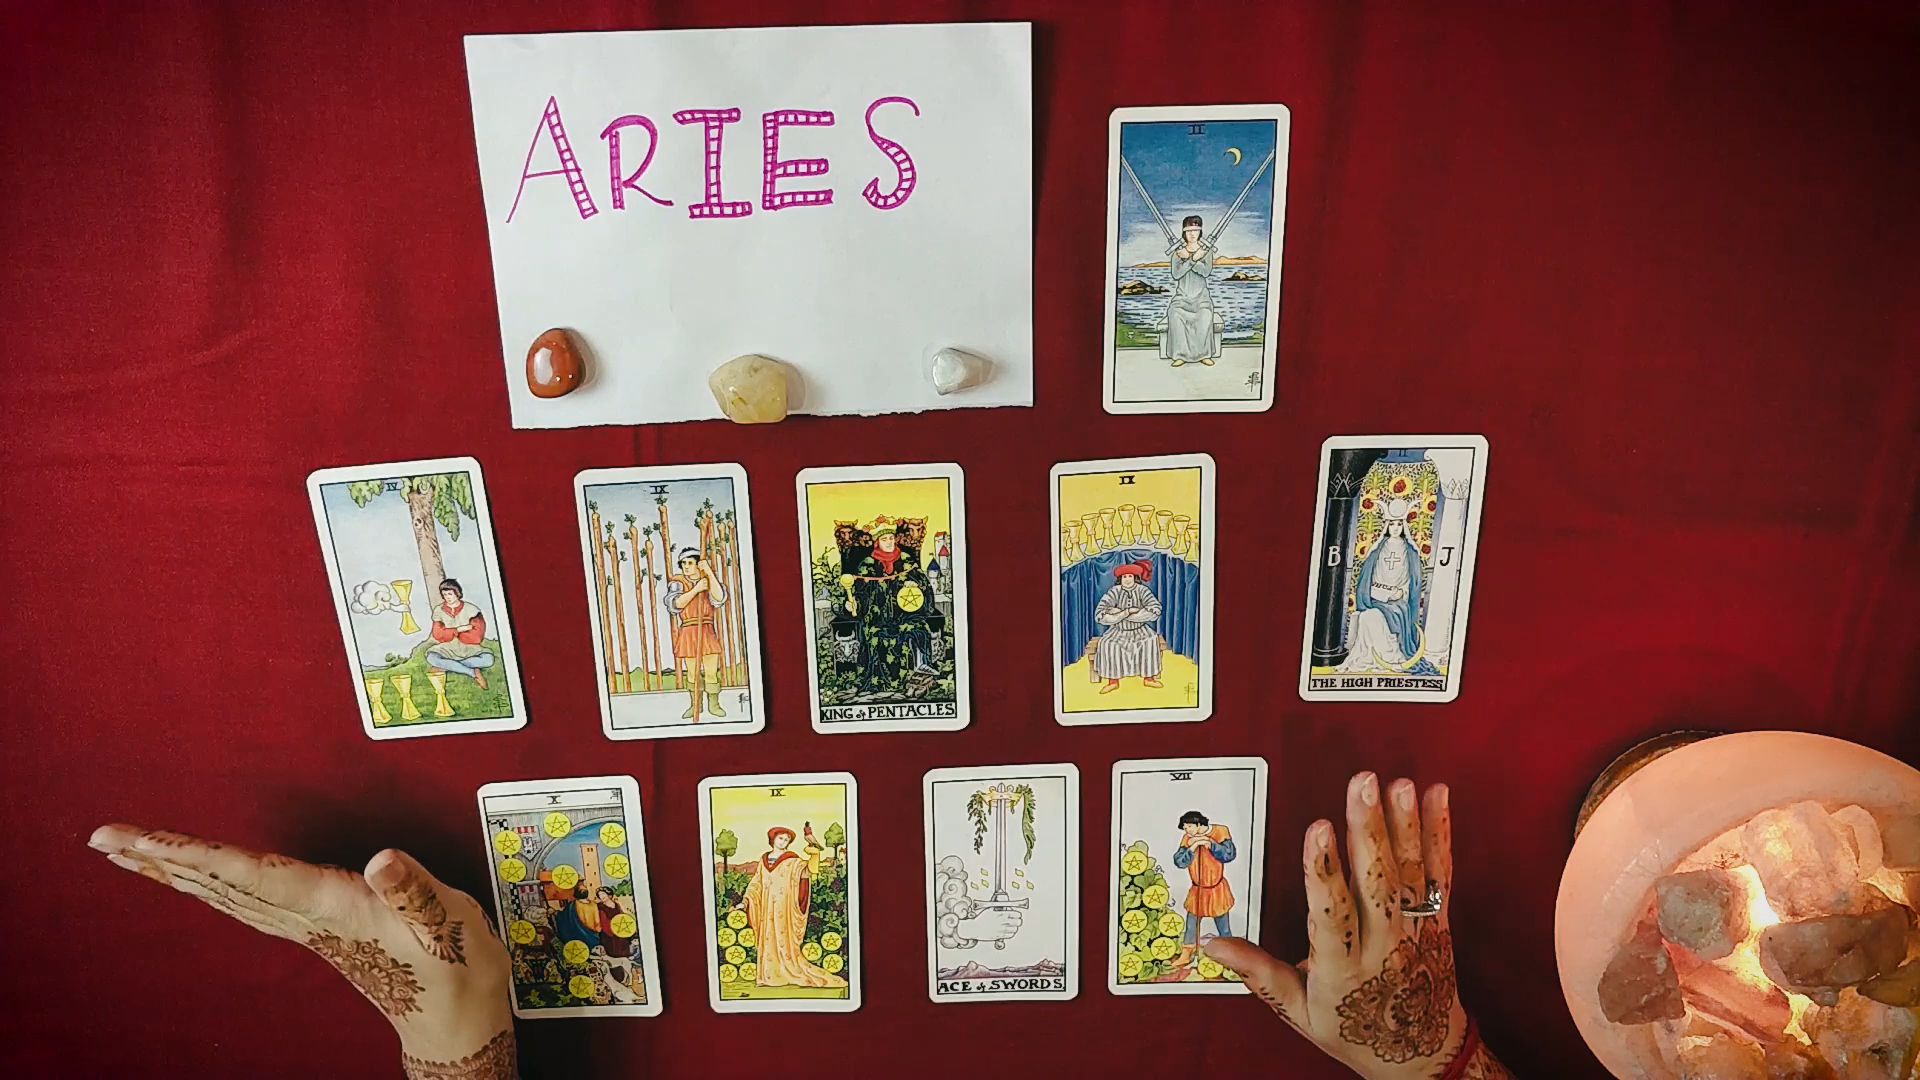 ARIES
II
IV
IX
KING of PENTACLES
IX
II
B J
THE HIGH PRIESTESS
X
IX
ACE of SWORDS
VII